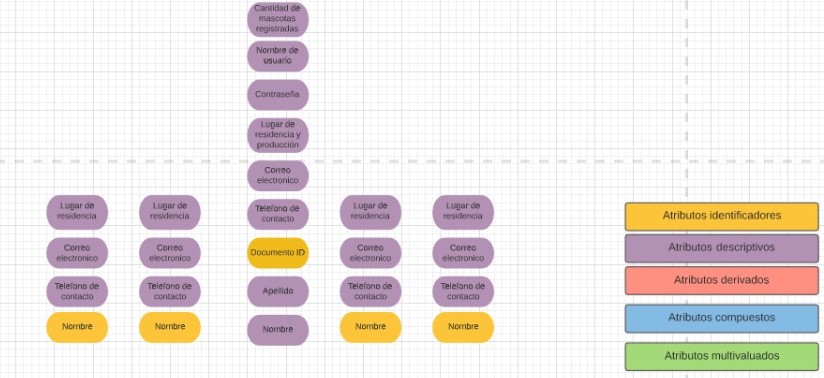 Cantidad de
mascotas
registradas
Nombre de
usuario
Contraseña
Lugar de
residencia y
producción
Correo
electronico
Lugar de
residencia
Lugar de
residencia
Telefono de
contacto
Lugar de
residencia
Lugar de
residencia
Correo
electronico
Correo
electronico
Documento ID
Correo
electronico
Correo
electronico
Telefono de
contacto
Telefono de
contacto
Apellido
Telefono de
contacto
Telefono de
contacto
Nombre
Nombre
Nombre
Nombre
Nombre
Atributos identificadores
Atributos descriptivos
Atributos derivados
Atributos compuestos
Atributos multivaluados